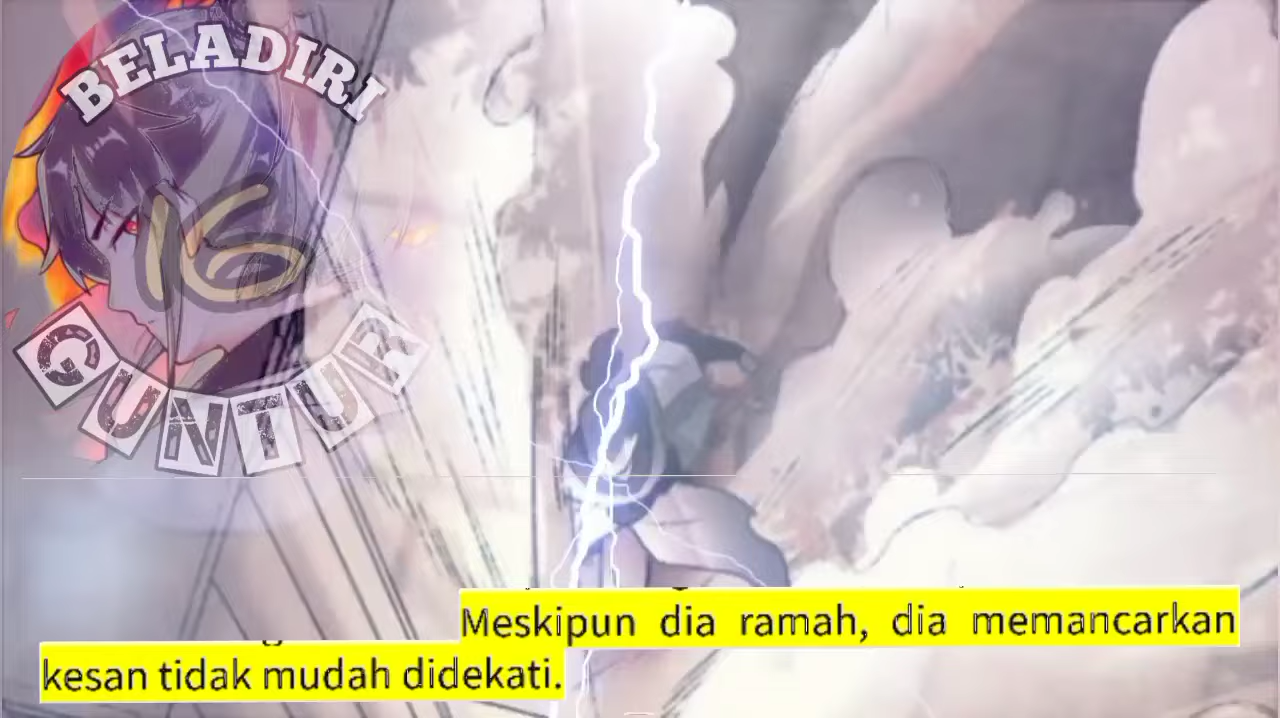 BELADIRI
16
GUNTUR
Meskipun dia ramah, dia memancarkan
kesan tidak mudah didekati.